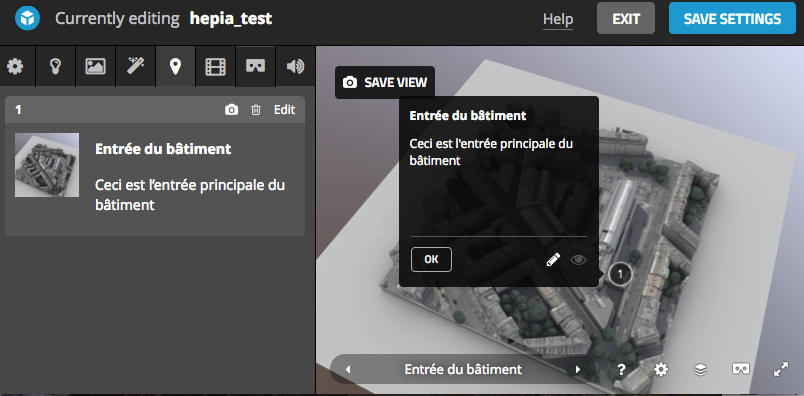 Currently editing hepia_test
Help
EXIT
SAVE SETTINGS
1
Edit
Entrée du bâtiment
Ceci est l'entrée principale du
bâtiment
SAVE VIEW
Entrée du bâtiment
Ceci est l'entrée principale du
bâtiment
OK
1
Entrée du bâtiment
?